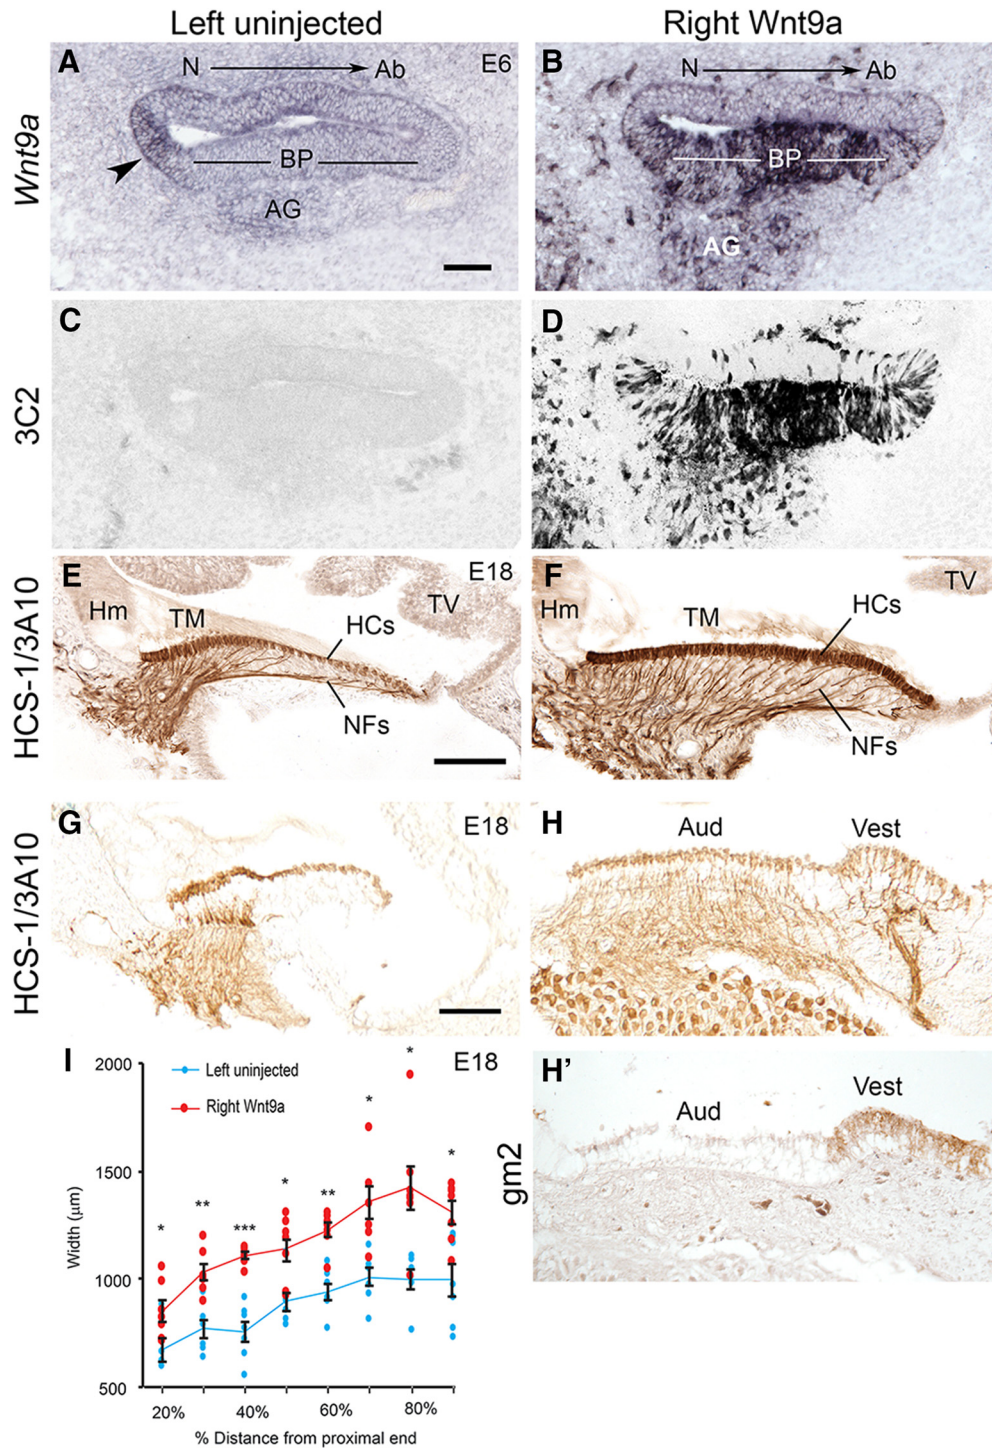 Left uninjected
Right Wnt9a
Wnt9a
A
N
Ab
E6
BP
AG
B
N
Ab
BP
AG
3C2
C
D
HCS-1/3A10
E
E18
Hm
TM
TV
HCs
NFs
F
Hm
TM
TV
HCs
NFs
HCS-1/3A10
G
E18
H
Aud
Vest
I
E18
Left uninjected
Right Wnt9a
Width (µm)
2000
1500
1000
500
*
**
***
*
**
*
*
*
20%
40%
60%
80%
% Distance from proximal end
gm2
H'
Aud
Vest